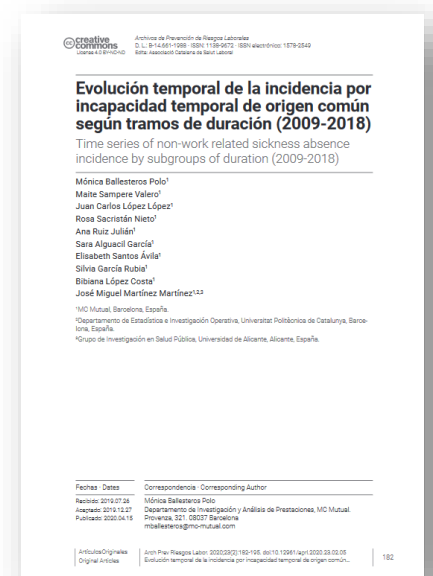 creative commons
License 4.0 BY-NC-ND
Archivos de Prevención de Riesgos Laborales
D. L.: B-14.661-1998 · ISSN: 1138-9672 · ISSN electrónico: 1578-2549
Edita: Associació Catalana de Salut Laboral
Evolución temporal de la incidencia por
incapacidad temporal de origen común
según tramos de duración (2009-2018)
Time series of non-work related sickness absence
incidence by subgroups of duration (2009-2018)
Mónica Ballesteros Polo¹
Maite Sampere Valero¹
Juan Carlos López López¹
Rosa Sacristán Nieto¹
Ana Ruiz Julián¹
Sara Alguacil García¹
Elisabeth Santos Ávila¹
Silvia García Rubia¹
Bibiana López Costa¹
José Miguel Martínez Martínez¹,²,³
¹MC Mutual, Barcelona, España.
²Departamento de Estadística e Investigación Operativa, Universitat Politècnica de Catalunya, Barce-
lona, España.
³Grupo de Investigación en Salud Pública, Universidad de Alicante, Alicante, España.
Fechas · Dates
Recibido: 2019.07.26
Aceptado: 2019.12.27
Publicado: 2020.04.15
Correspondencia · Corresponding Author
Mónica Ballesteros Polo
Departamento de Investigación y Análisis de Prestaciones, MC Mutual.
Provenza, 321. 08037 Barcelona
mballesteros@mc-mutual.com
Artículos Originales
Original Articles
Arch Prev Riesgos Labor. 2020;23(2):182-195. doi:10.12961/aprl.2020.23.02.05
Evolución temporal de la incidencia por incapacidad temporal de origen común...
182